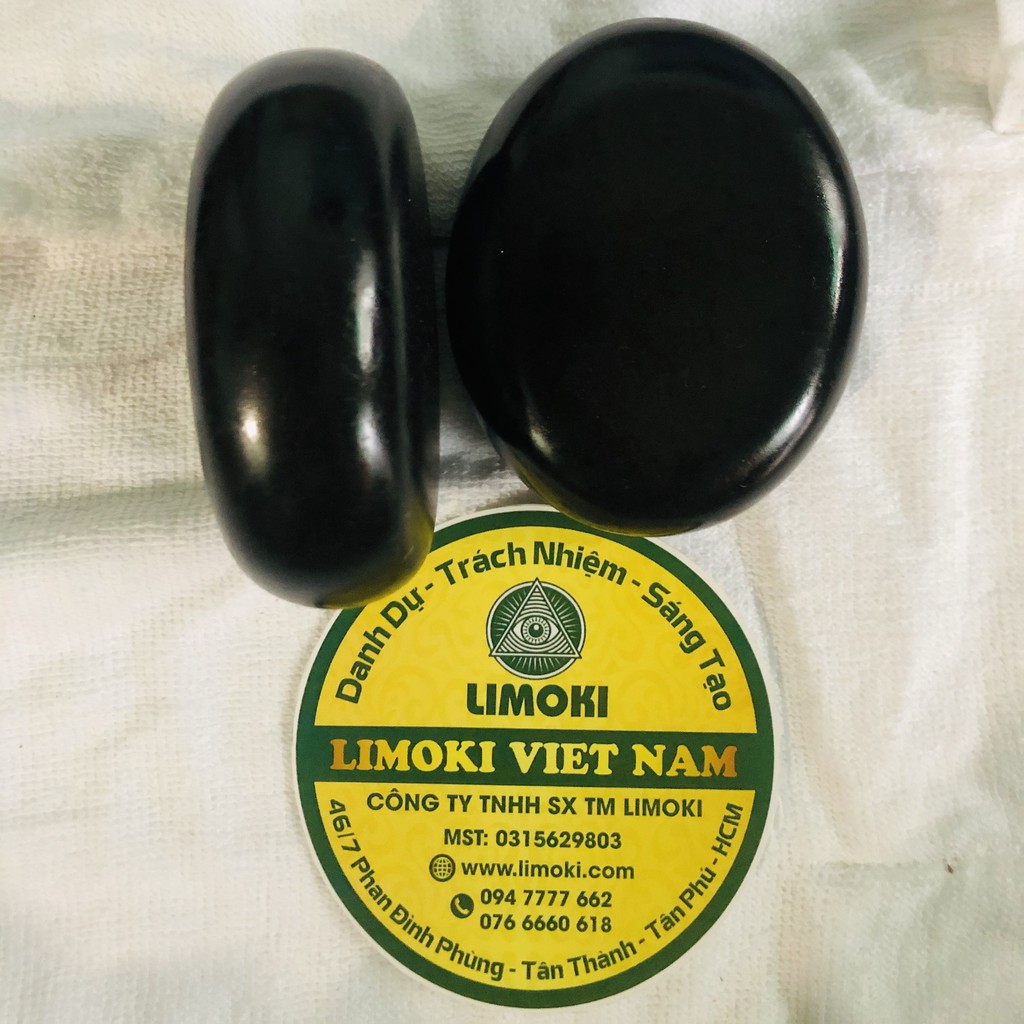 Danh Dự - Trách Nhiệm - Sáng Tạo
LIMOKI
LIMOKI VIET NAM
CÔNG TY TNHH SX TM LIMOKI
MST: 0315629803
www.limoki.com
094 7777 662
076 6660 618
46/7 Phan Đình Phùng - Tân Thành - Tân Phú - HCM